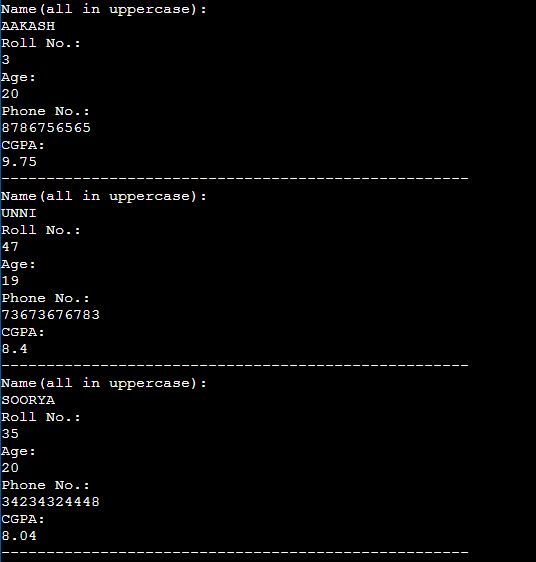 Name(all in uppercase):
AAKASH
Roll No.:
3
Age:
20
Phone No.:
8786756565
CGPA:
9.75
----------------------------------------------------
Name(all in uppercase):
UNNI
Roll No.:
47
Age:
19
Phone No.:
73673676783
CGPA:
8.4
----------------------------------------------------
Name(all in uppercase):
SOORYA
Roll No.:
35
Age:
20
Phone No.:
34234324448
CGPA:
8.04
----------------------------------------------------